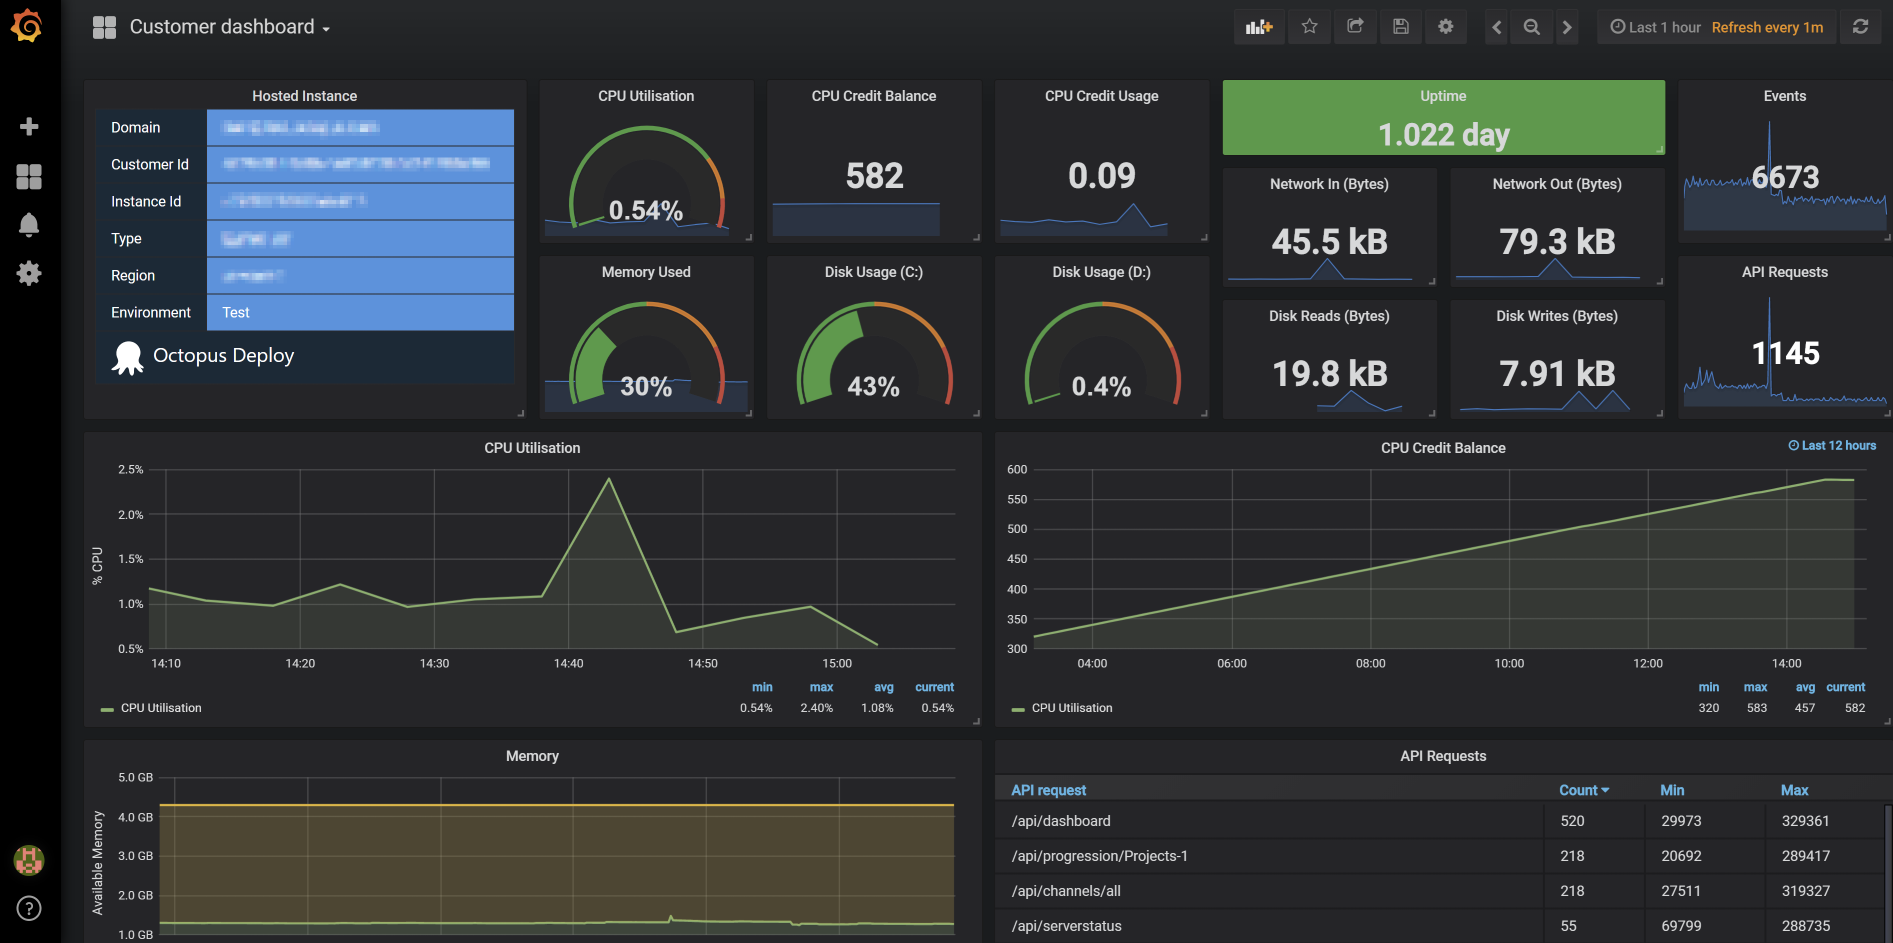 Customer dashboard
Last 1 hour Refresh every 1m
Hosted Instance
Domain
Customer Id
Instance Id
Type
Region
Environment Test
Octopus Deploy
CPU Utilisation
0.54%
CPU Credit Balance
582
CPU Credit Usage
0.09
Uptime
1.022 day
Events
6673
Network In (Bytes)
45.5 kB
Network Out (Bytes)
79.3 kB
Memory Used
30%
Disk Usage (C:)
43%
Disk Usage (D:)
0.4%
Disk Reads (Bytes)
19.8 kB
Disk Writes (Bytes)
7.91 kB
API Requests
1145
CPU Utilisation
% CPU
2.5%
2.0%
1.5%
1.0%
0.5%
14:10 14:20 14:30 14:40 14:50 15:00
min max avg current
CPU Utilisation 0.54% 2.40% 1.08% 0.54%
CPU Credit Balance
Last 12 hours
600
550
500
450
400
350
300
04:00 06:00 08:00 10:00 12:00 14:00
min max avg current
CPU Utilisation 320 583 457 582
Memory
Available Memory
5.0 GB
4.0 GB
3.0 GB
2.0 GB
1.0 GB
API Requests
API request Count Min Max
/api/dashboard 520 29973 329361
/api/progression/Projects-1 218 20692 289417
/api/channels/all 218 27511 319327
/api/serverstatus 55 69799 288735